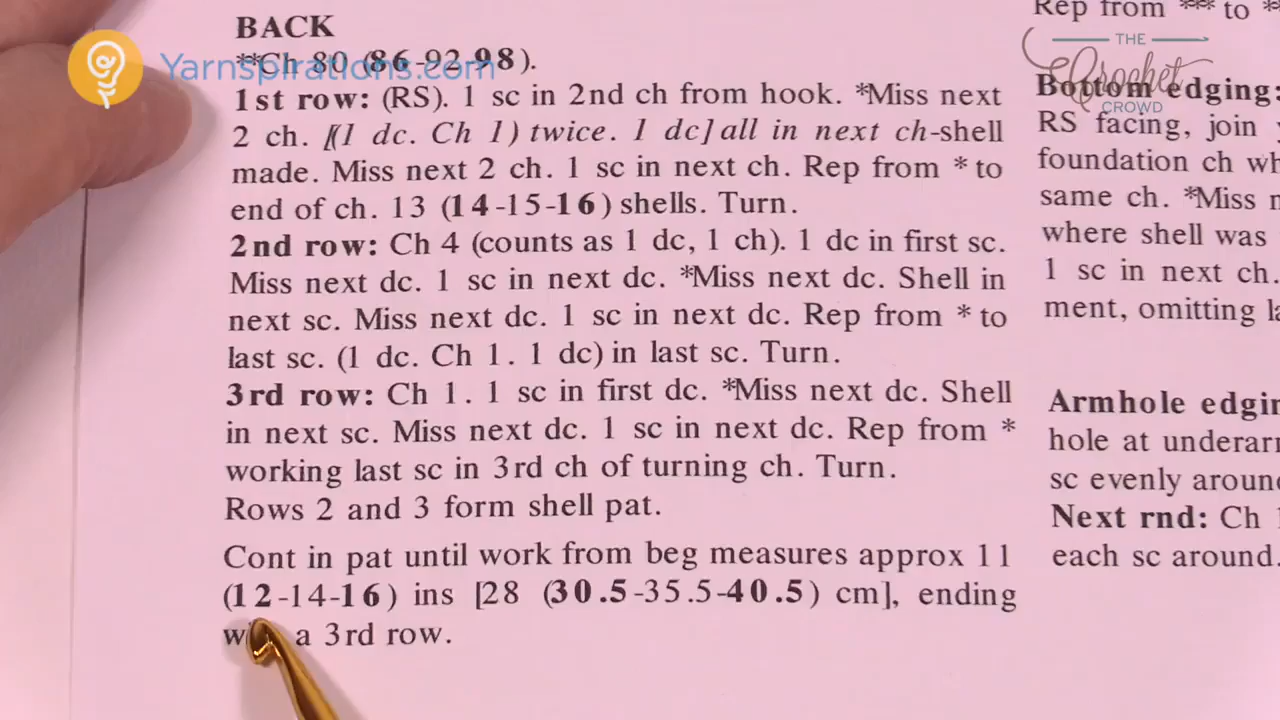 BACK
**Ch 80 (86-92-98).
1st row: (RS). 1 sc in 2nd ch from hook. *Miss next
2 ch. [(1 dc. Ch 1) twice. 1 dc] all in next ch-shell
made. Miss next 2 ch. 1 sc in next ch. Rep from * to
end of ch. 13 (14-15-16) shells. Turn.
2nd row: Ch 4 (counts as 1 dc, 1 ch). 1 dc in first sc.
Miss next dc. 1 sc in next dc. *Miss next dc. Shell in
next sc. Miss next dc. 1 sc in next dc. Rep from * to
last sc. (1 dc. Ch 1. 1 dc) in last sc. Turn.
3rd row: Ch 1. 1 sc in first dc. *Miss next dc. Shell
in next sc. Miss next dc. 1 sc in next dc. Rep from *
working last sc in 3rd ch of turning ch. Turn.
Rows 2 and 3 form shell pat.
Cont in pat until work from beg measures approx 11
(12-14-16) ins [28 (30.5-35.5-40.5) cm], ending
a 3rd row.
Rep from *** to
Bottom edging:
RS facing, join
foundation ch
same ch. *Miss
where shell was
1 sc in next ch.
ment, omitting
Armhole
hole at
sc evenly
Next rnd: Ch
each sc around.
Yarnspirations.com
THE
Crochet
CROWD